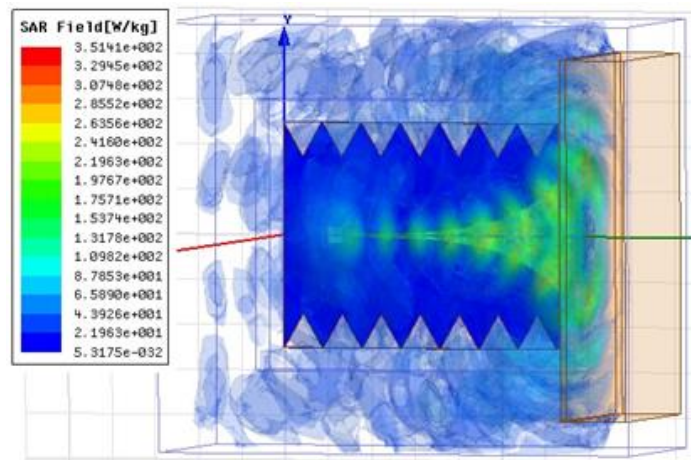 SAR Field[W/kg]
3.5141e+002
3.2945e+002
3.0748e+002
2.8552e+002
2.6356e+002
2.4160e+002
2.1963e+002
1.9767e+002
1.7571e+002
1.5374e+002
1.3178e+002
1.0982e+002
8.7853e+001
6.5890e+001
4.3926e+001
2.1963e+001
5.3175e-032
Y